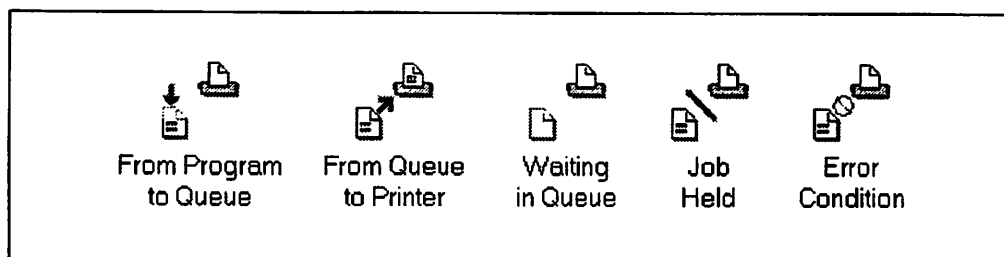 From Program
to Queue
From Queue
to Printer
Waiting
in Queue
Job
Held
Error
Condition